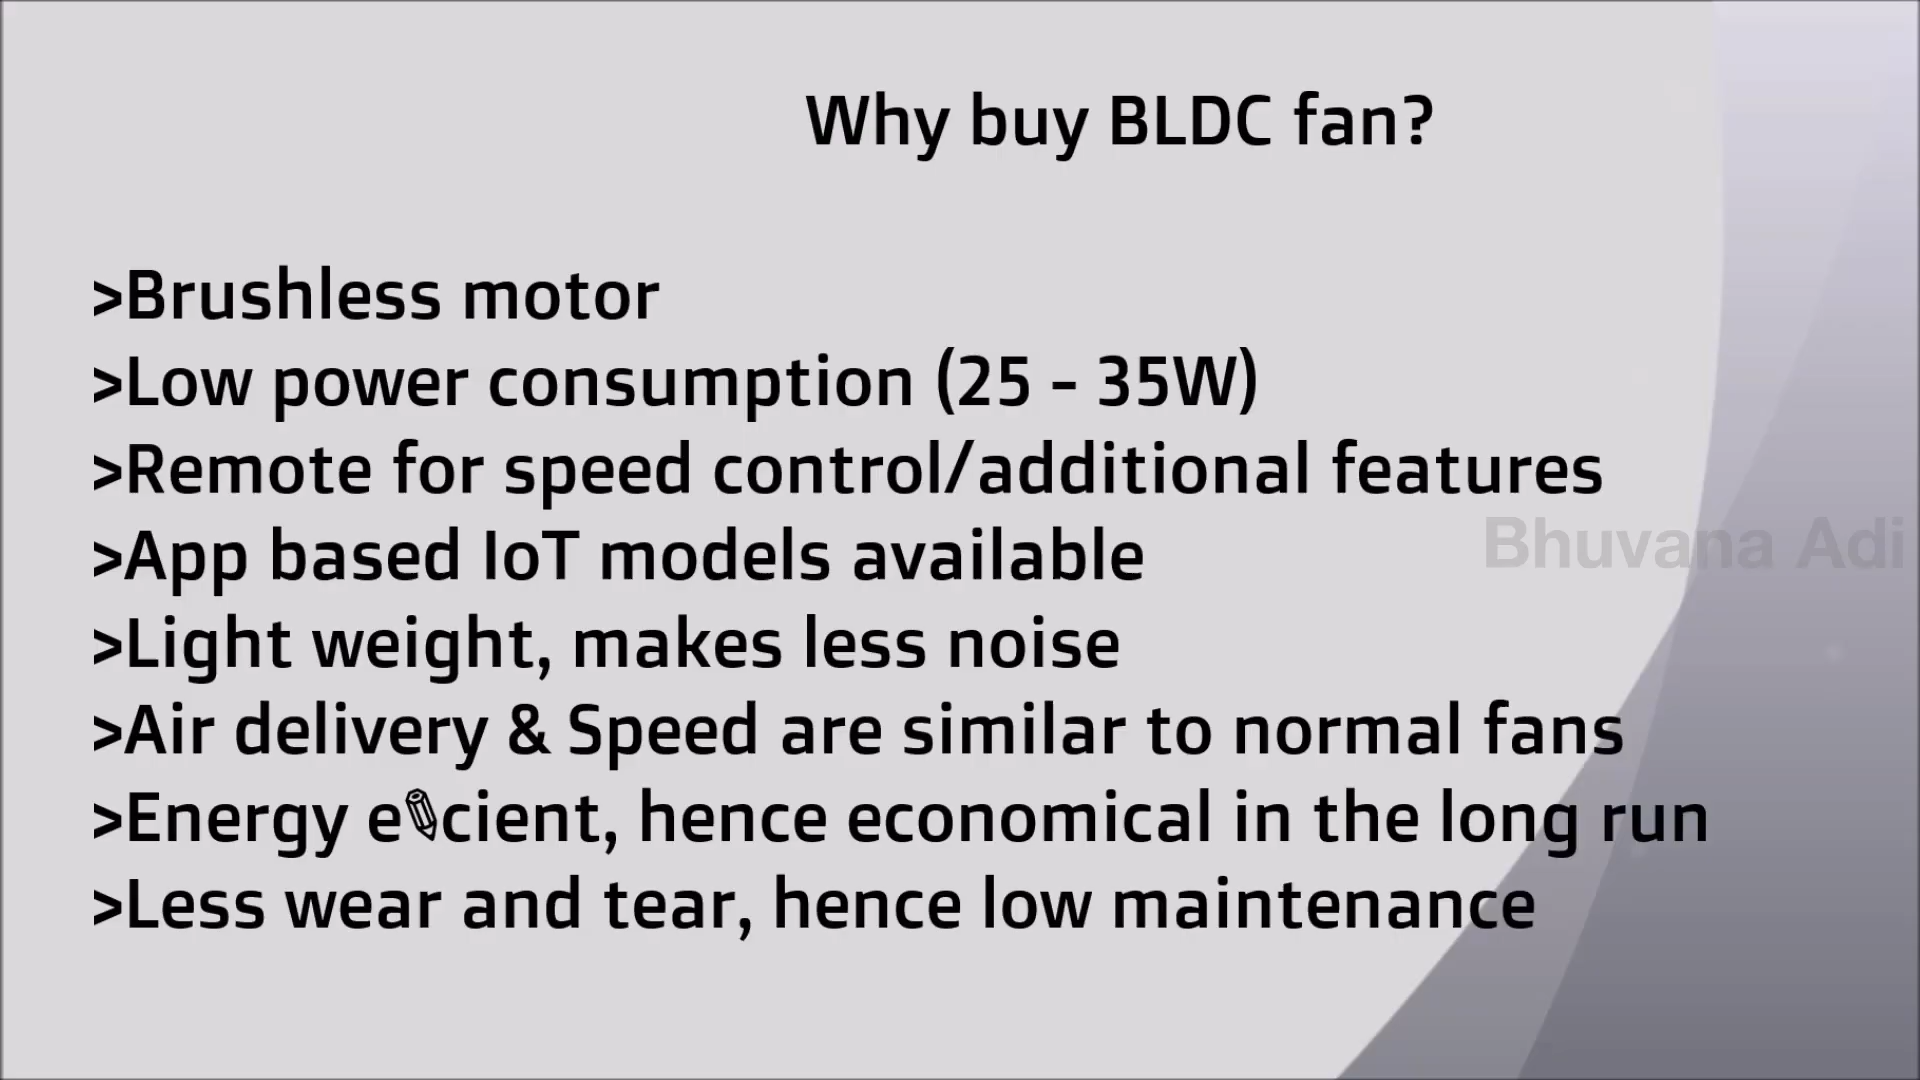 Why buy BLDC fan?
>Brushless motor
>Low power consumption (25 - 35W)
>Remote for speed control/additional features
>App based IoT models available
Bhuvana Adi
>Light weight, makes less noise
>Air delivery & Speed are similar to normal fans
>Energy e✎cient, hence economical in the long run
>Less wear and tear, hence low maintenance